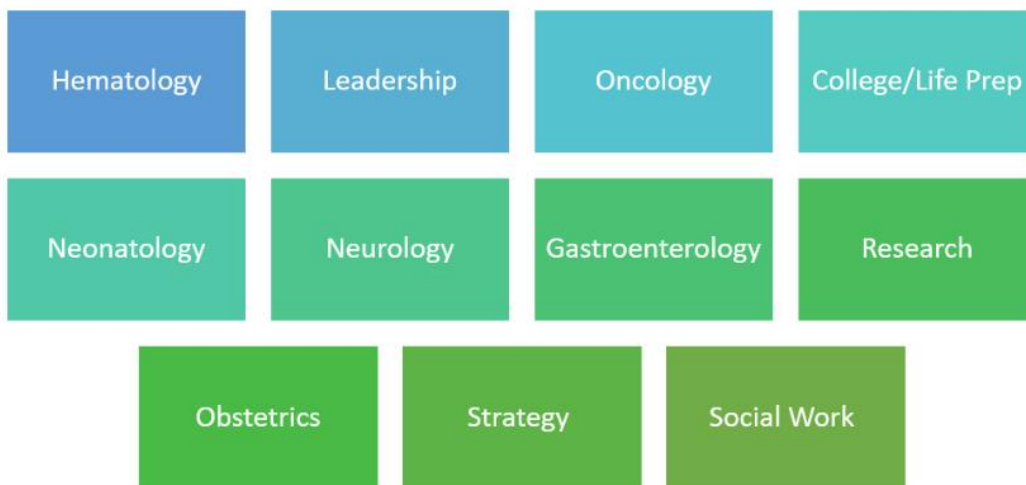 Hematology
Leadership
Oncology
College/Life Prep
Neonatology
Neurology
Gastroenterology
Research
Obstetrics
Strategy
Social Work